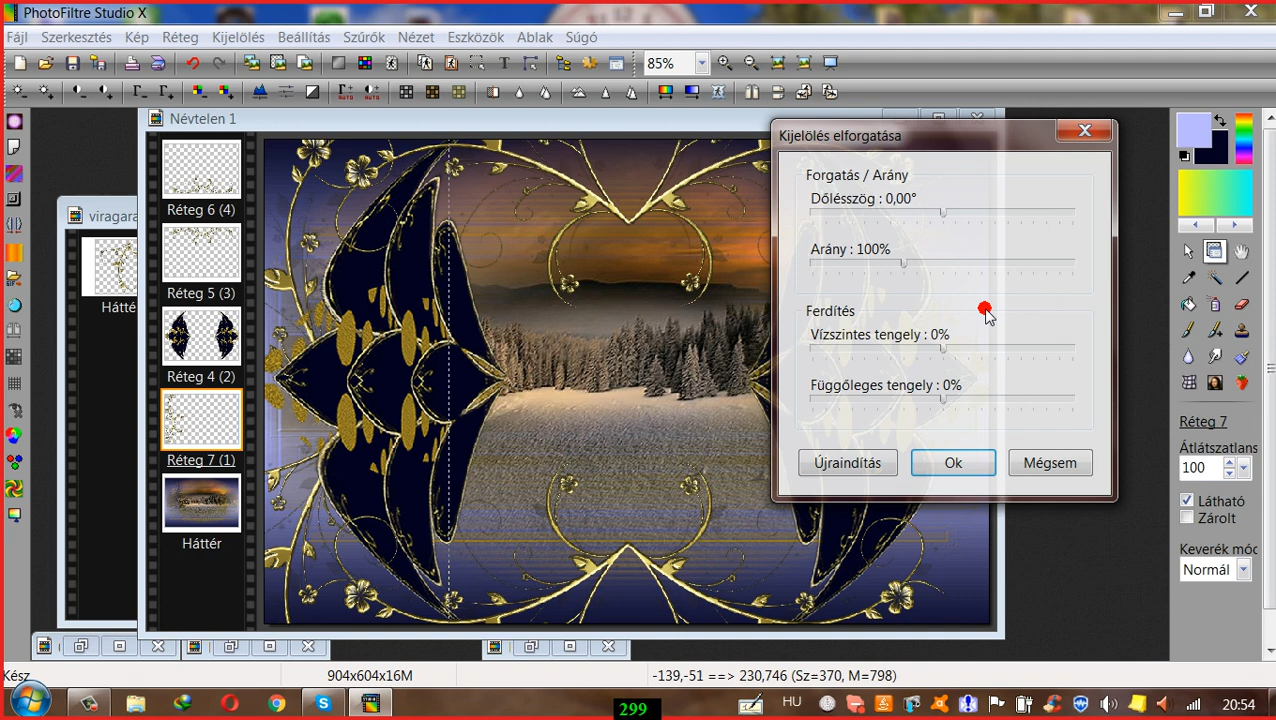 PhotoFiltre Studio X
Fájl Szerkesztés Kép Réteg Kijelölés Beállítás Szűrők Nézet Eszközök Ablak Súgó
85%
Névtelen 1
viragara
Hátté
Réteg 6 (4)
Réteg 5 (3)
Réteg 4 (2)
Réteg 7 (1)
Háttér
Kijelölés elforgatása
Forgatás / Arány
Dőlésszög : 0,00°
Arány : 100%
Ferdítés
Vízszintes tengely : 0%
Függőleges tengely : 0%
Újraindítás Ok Mégsem
Réteg 7
Átlátszatlans
100
Látható
Zárolt
Keverék móc
Normál
Kész 904x604x16M -139,-51 ==> 230,746 (Sz=370, M=798)
299 HU 20:54